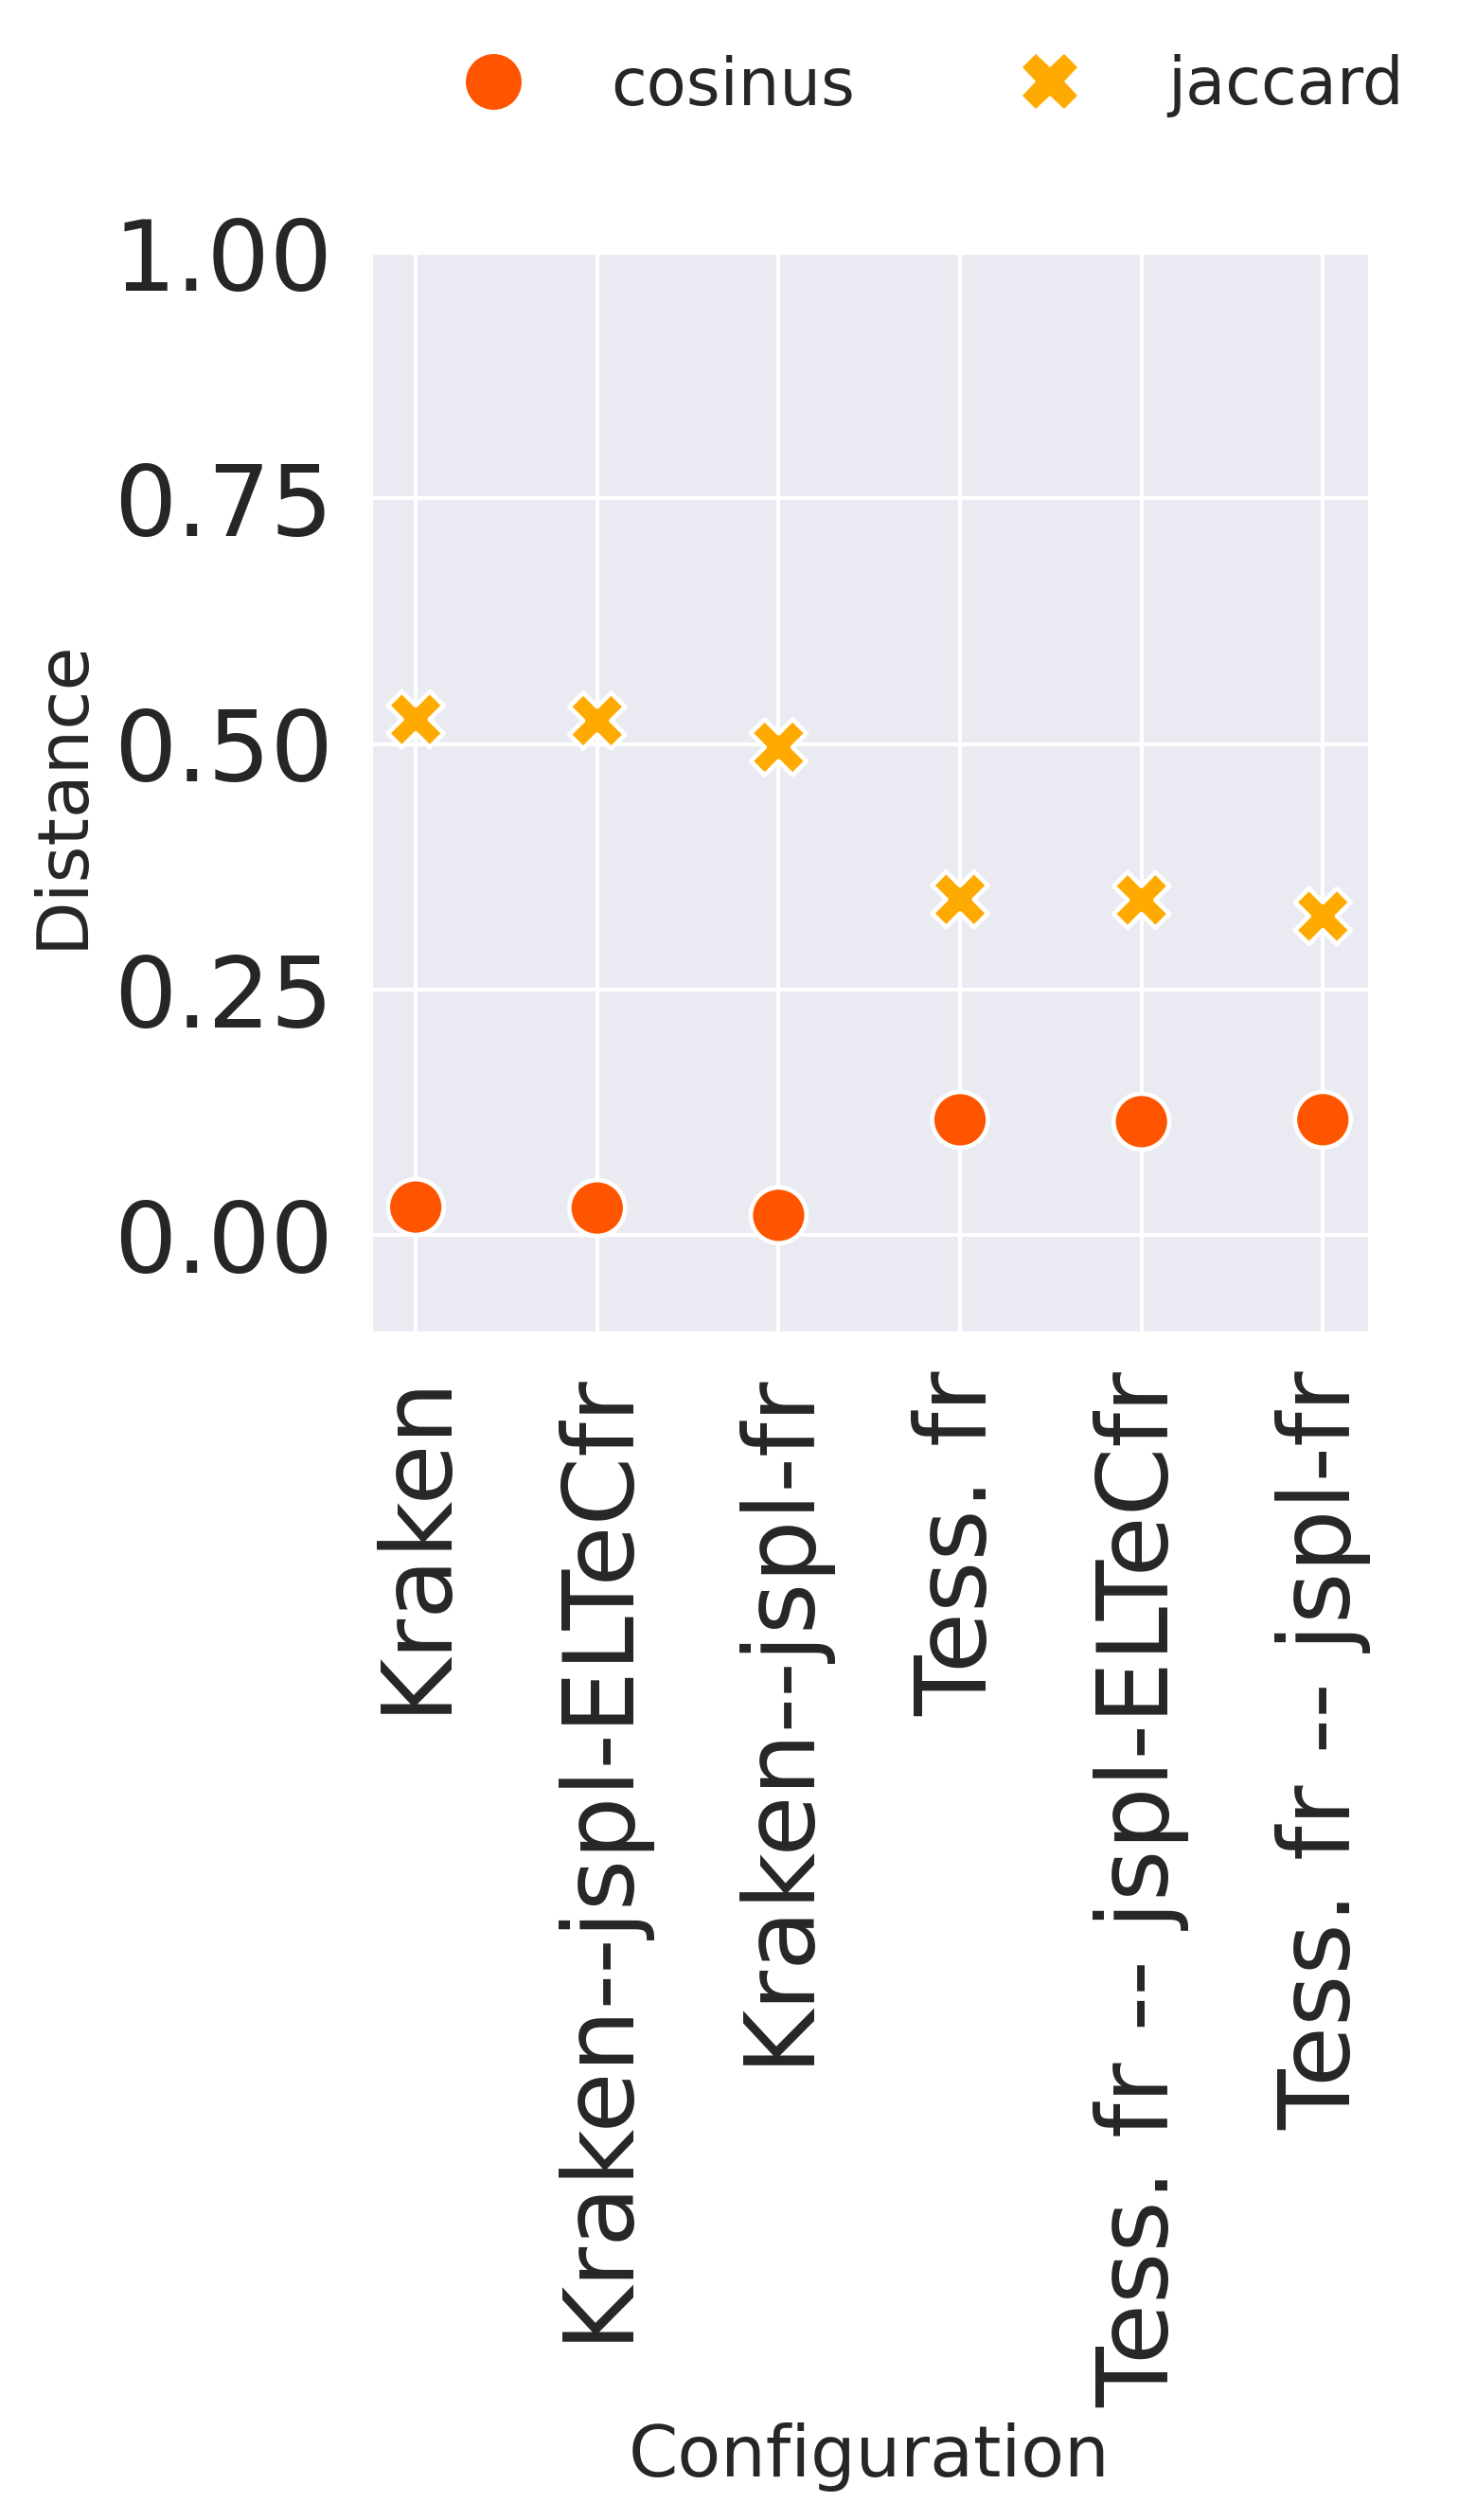 cosinus jaccard
1.00
0.75
0.50
0.25
0.00
Distance
Kraken
Kraken--jspl-ELTeCfr
Kraken--jspl-fr
Tess. fr
Tess. fr -- jspl-ELTeCfr
Tess. fr -- jspl-fr
Configuration